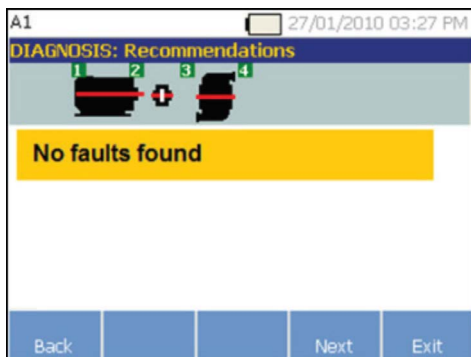 A1 27/01/2010 03:27 PM
DIAGNOSIS: Recommendations
1 2 3 4
No faults found
Back Next Exit